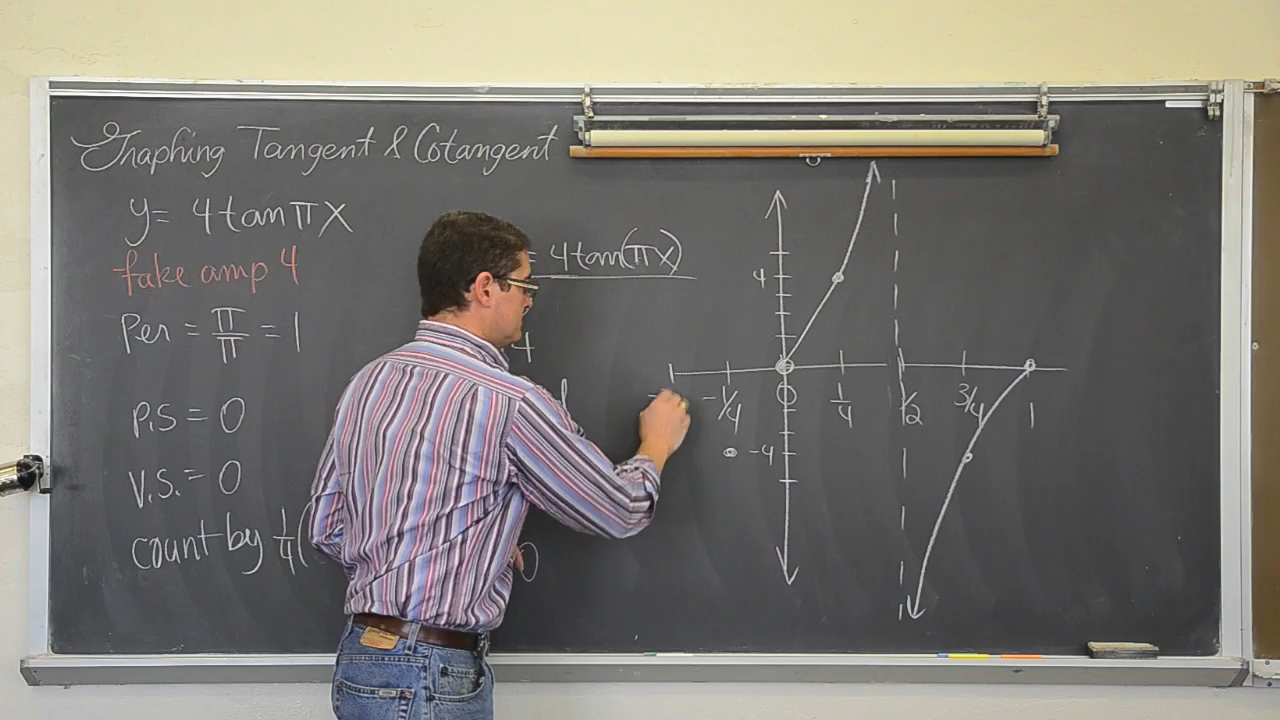 Graphing Tangent & Cotangent
y = 4tanπx
fake amp 4
Per = π/π = 1
P.S = 0
V.S. = 0
count by 1/4(
= 4tan(πx)
0
4
-4
-1/4
0
1/4
1/2
3/4
1